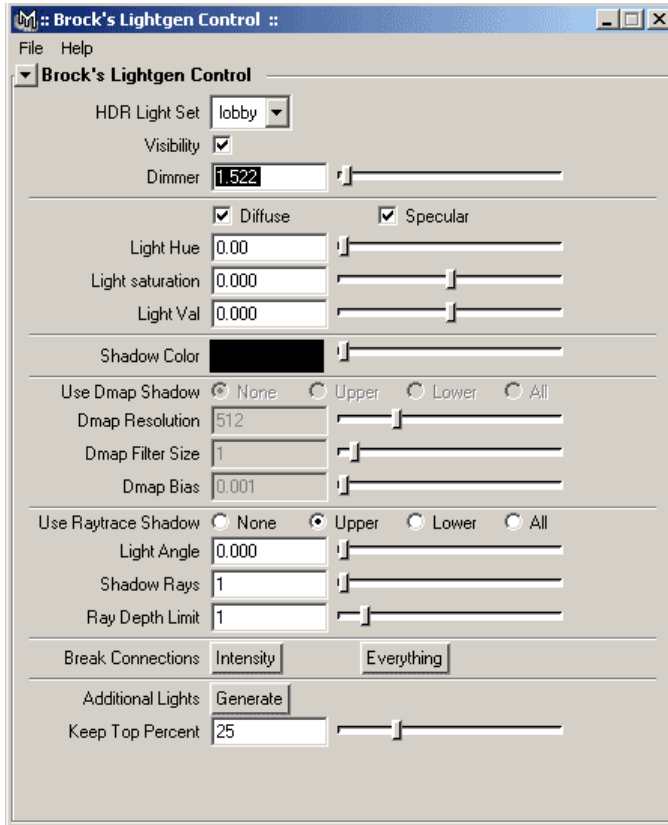 :: Brock's Lightgen Control ::
File Help
Brock's Lightgen Control
HDR Light Set lobby
Visibility
Dimmer 1.522
Diffuse Specular
Light Hue 0.00
Light saturation 0.000
Light Val 0.000
Shadow Color
Use Dmap Shadow None Upper Lower All
Dmap Resolution 512
Dmap Filter Size 1
Dmap Bias 0.001
Use Raytrace Shadow None Upper Lower All
Light Angle 0.000
Shadow Rays 1
Ray Depth Limit 1
Break Connections Intensity Everything
Additional Lights Generate
Keep Top Percent 25